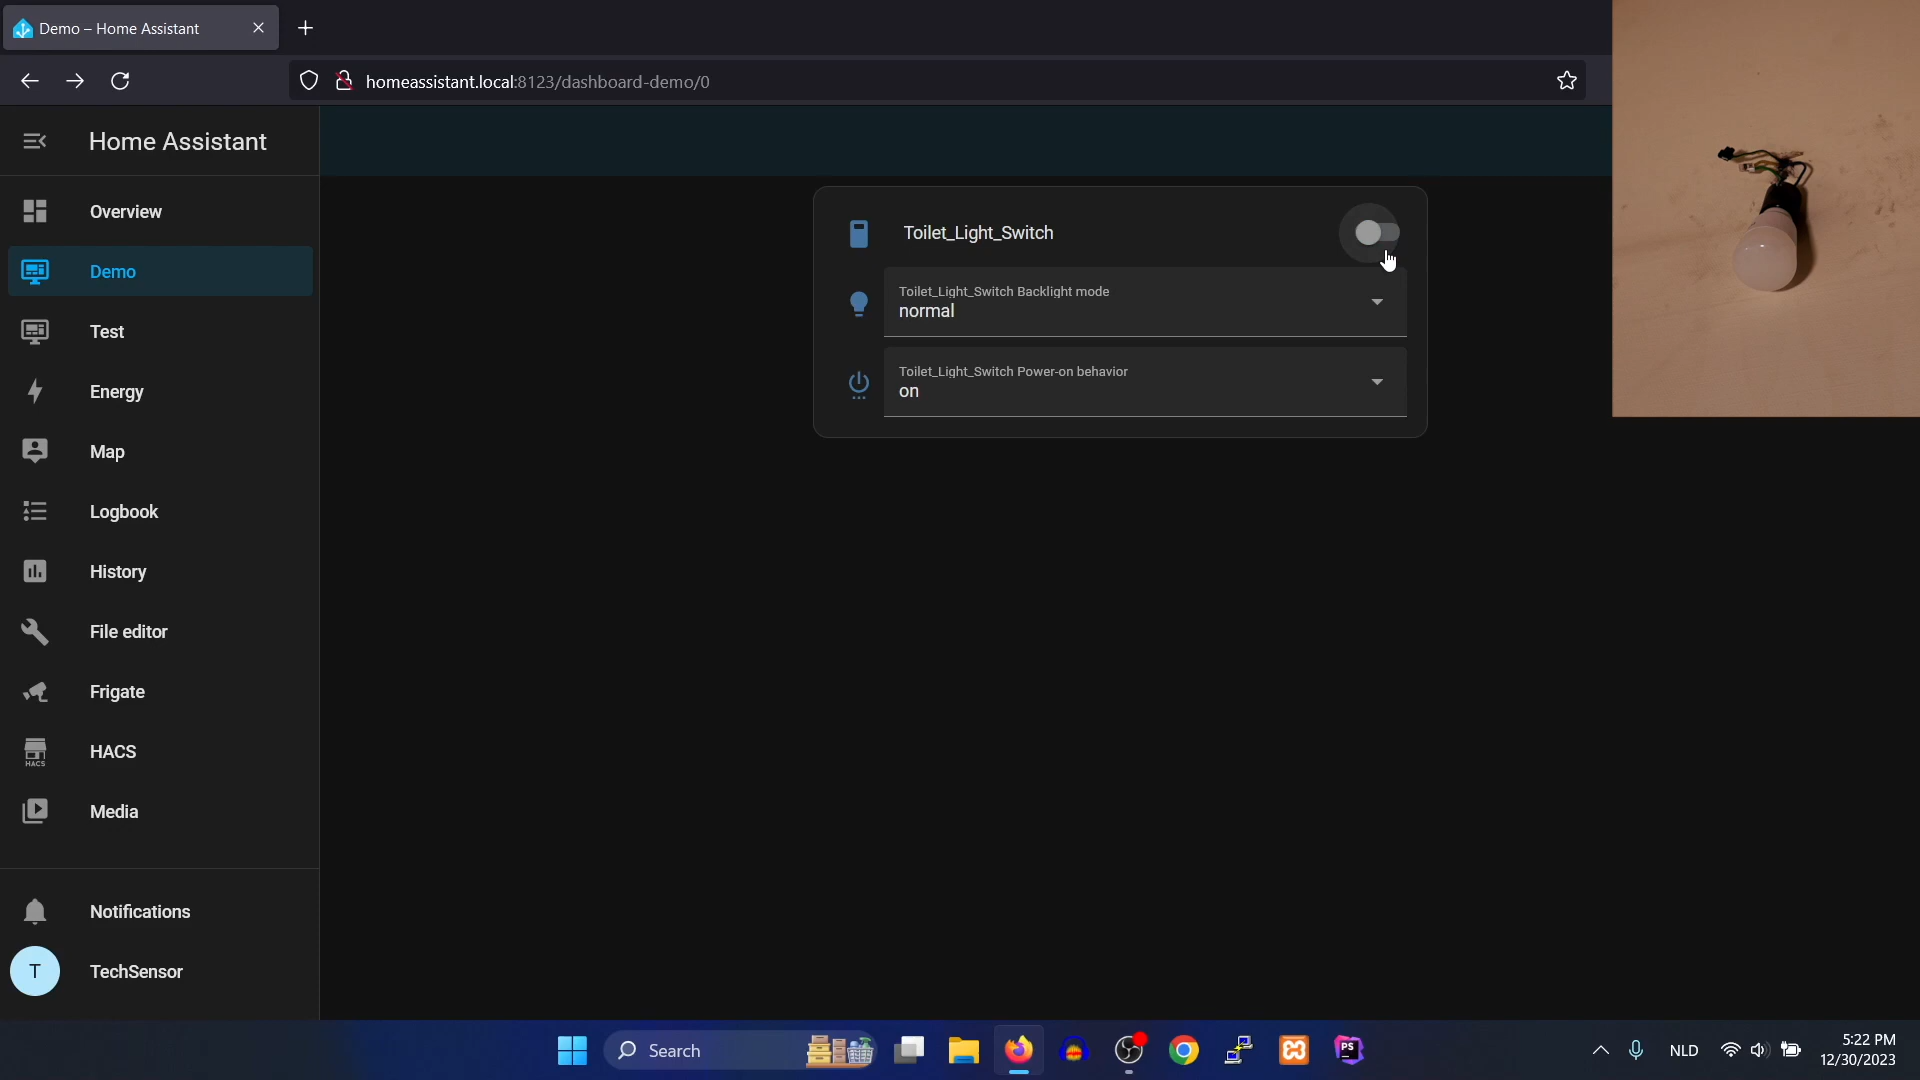 Demo – Home Assistant
homeassistant.local:8123/dashboard-demo/0
Home Assistant
Overview
Demo
Test
Energy
Map
Logbook
History
File editor
Frigate
HACS
HACS
Media
Notifications
T
TechSensor
Toilet_Light_Switch
Toilet_Light_Switch Backlight mode
normal
Toilet_Light_Switch Power-on behavior
on
Search
PS
NLD
5:22 PM
12/30/2023